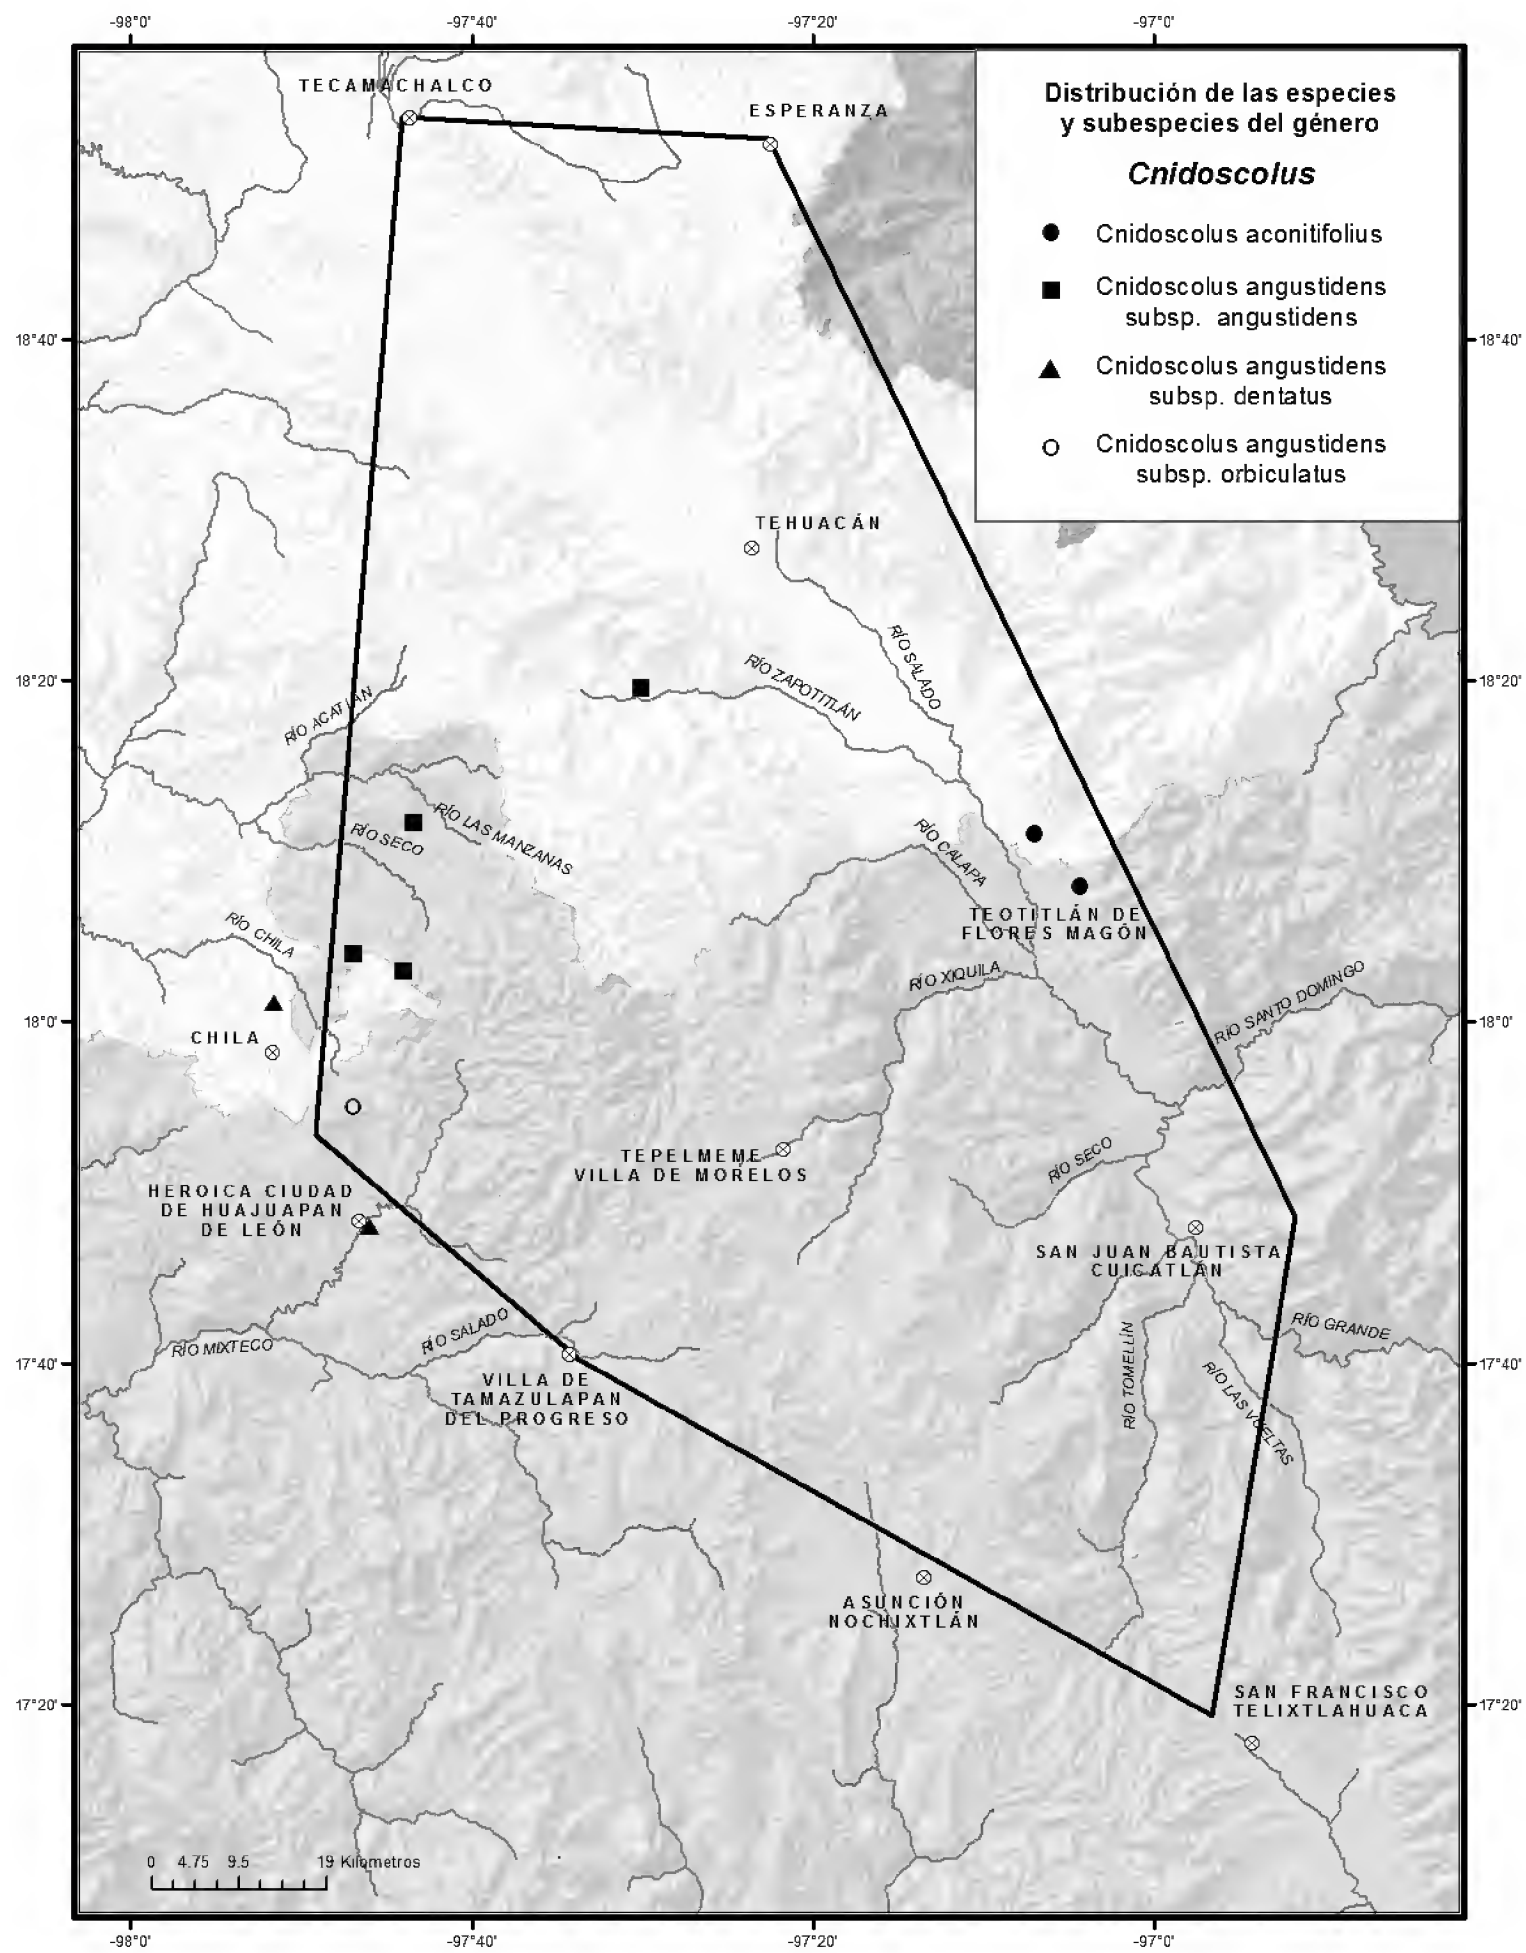 -98°0'
-97°40'
-97°20'
-97°0'
TECAMACHALCO
ESPERANZA
Distribución de las especies
y subespecies del género
Cnidoscolus
Cnidoscolus aconitifolius
Cnidoscolus angustidens
subsp. angustidens
Cnidoscolus angustidens
subsp. dentatus
Cnidoscolus angustidens
subsp. orbiculatus
18°40'
18°40'
TEHUACÁN
RÍO SALADO
RÍO ZAPOTITLÁN
18°20'
18°20'
RÍO ACATLÁN
RÍO LAS MANZANAS
RÍO SECO
RÍO CALAPA
TEOTITLÁN DE
FLORES MAGÓN
RÍO CHILA
RÍO XIQUILA
RÍO SANTO DOMINGO
18°0'
18°0'
CHILA
TEPELMEME
VILLA DE MORELOS
RÍO SECO
HEROICA CIUDAD
DE HUAJUAPAN
DE LEÓN
SAN JUAN BAUTISTA
CUICATLÁN
RÍO SALADO
RÍO MIXTECO
RÍO GRANDE
RÍO TOMELLÍN
RÍO LAS VUELTAS
17°40'
17°40'
VILLA DE
TAMAZULAPAN
DEL PROGRESO
ASUNCIÓN
NOCHIXTLÁN
SAN FRANCISCO
TELIXTLAHUACA
17°20'
17°20'
0 4.75 9.5 19 Kilometros
-98°0'
-97°40'
-97°20'
-97°0'